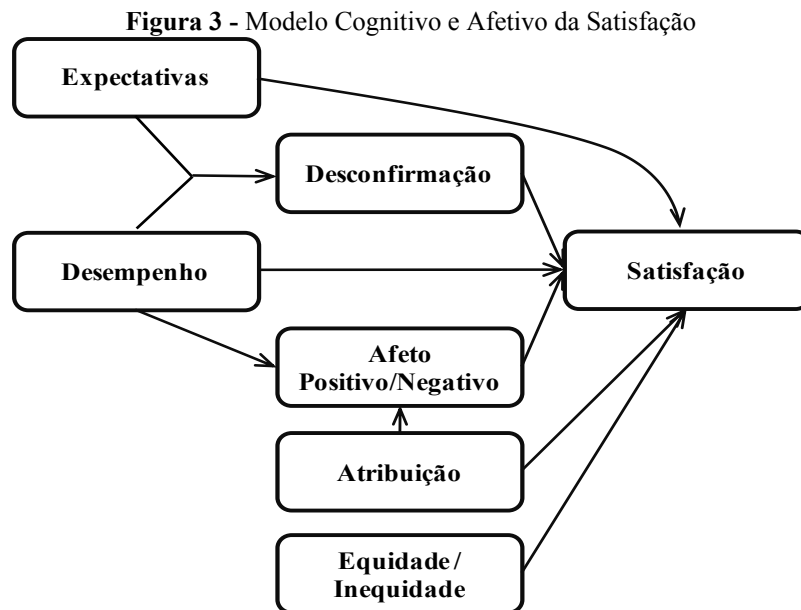 Figura 3 - Modelo Cognitivo e Afetivo da Satisfação
Expectativas
Desconfirmação
Desempenho
Satisfação
Afeto
Positivo/Negativo
Atribuição
Equidade/
Inequidade